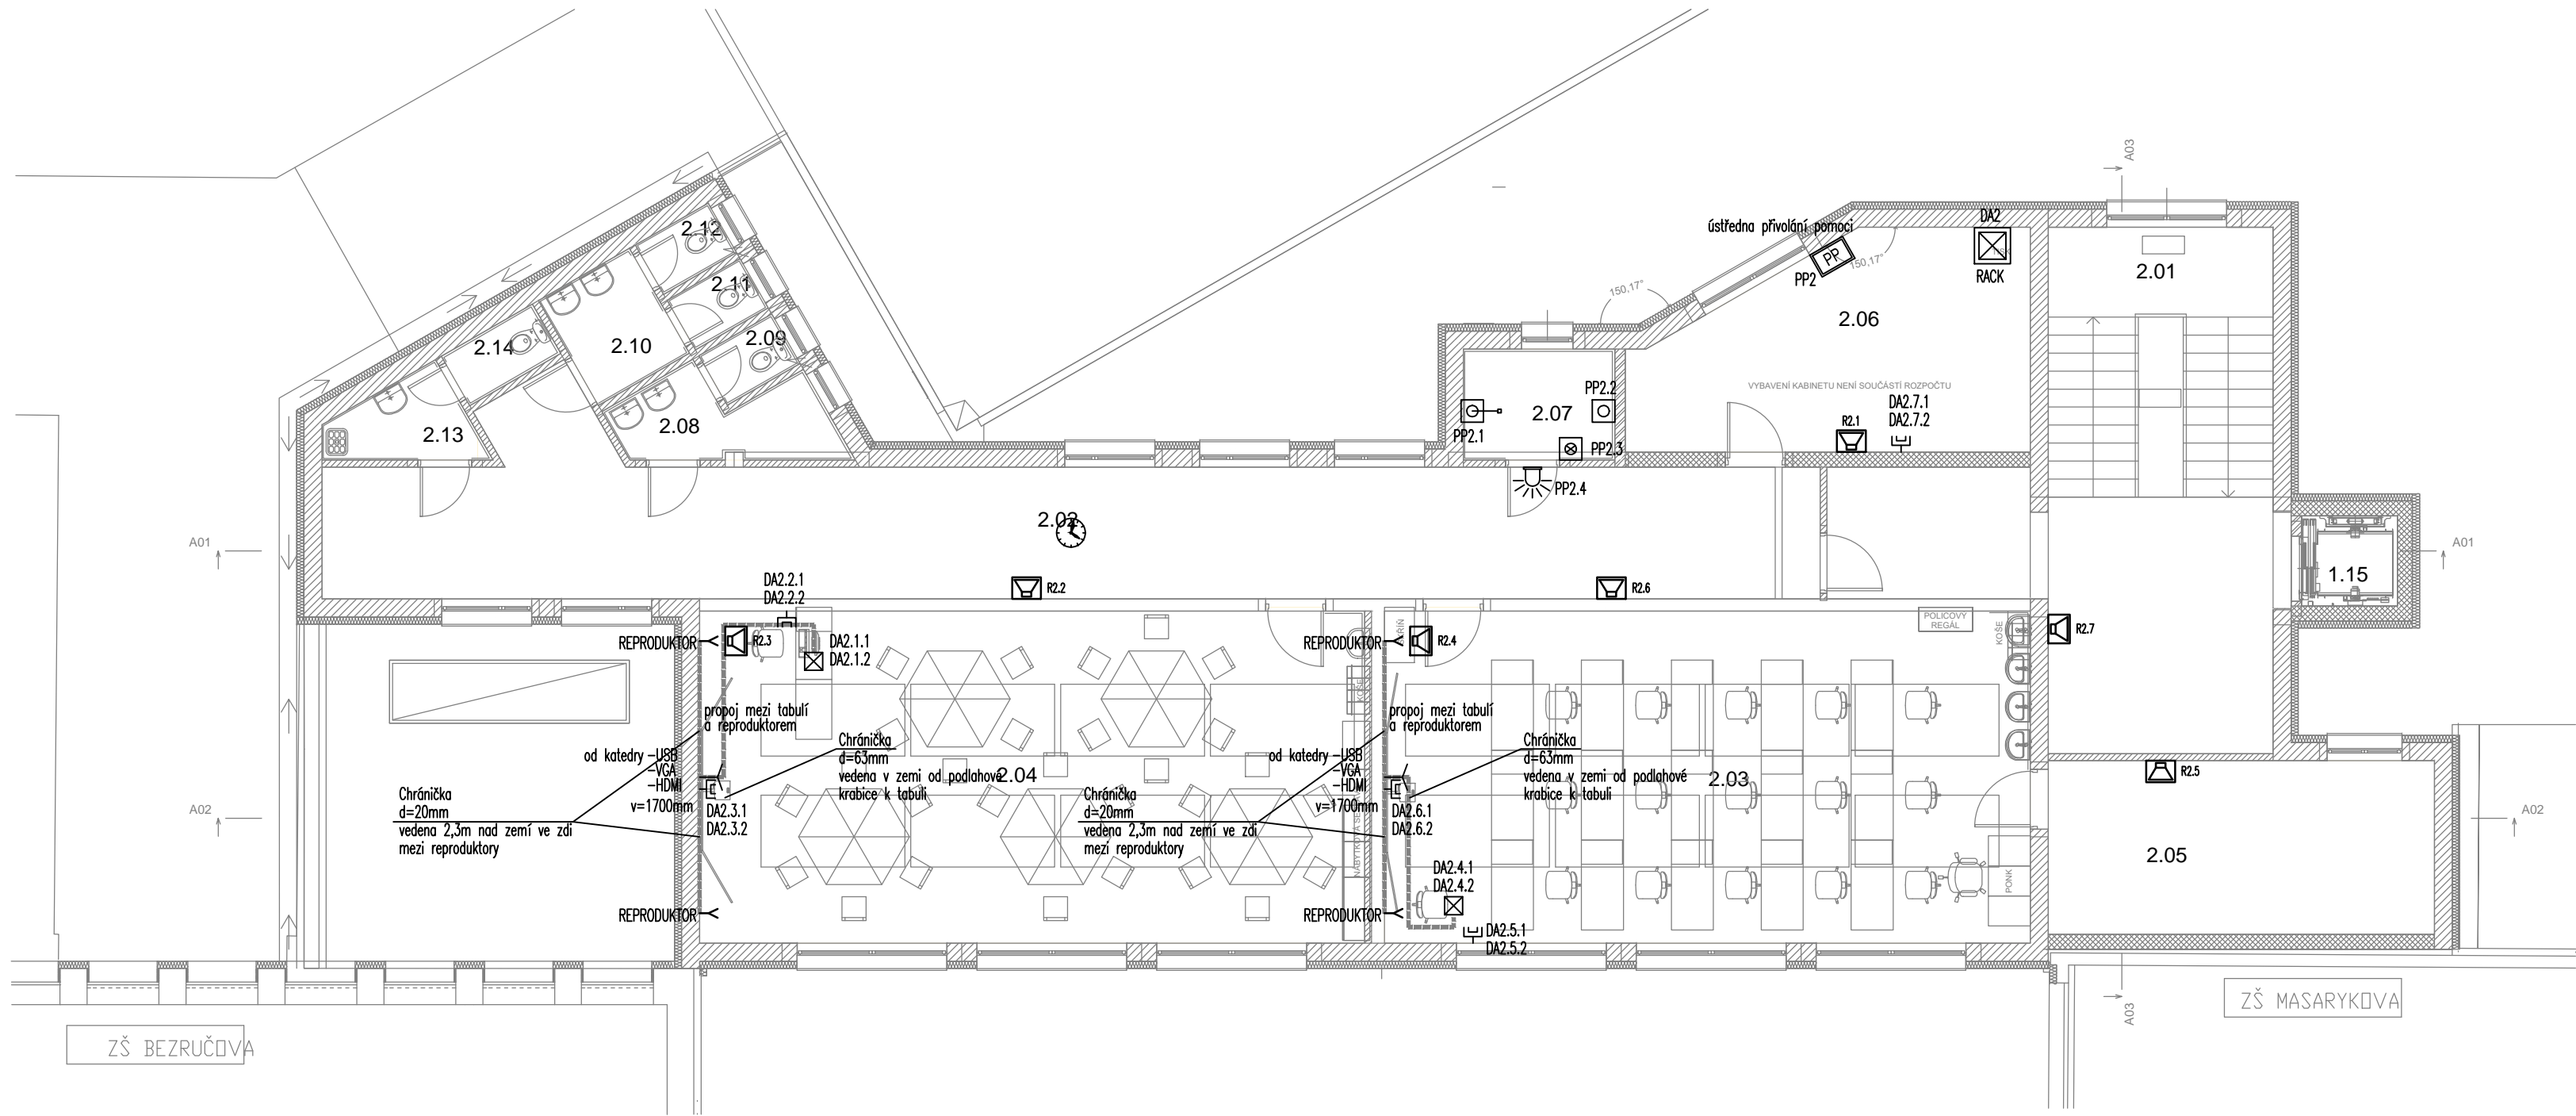 A03
2.12
2.11
2.09
2.10
2.14
2.13
2.08
ústředna přivolání pomoci
PP
PP2
150,17°
150,17°
DA2
RACK
2.01
2.06
VYBAVENÍ KABINETU NENÍ SOUČÁSTÍ ROZPOČTU
PP2.2
2.07
PP2.1
PP2.3
PP2.4
R2.1
DA2.7.1
DA2.7.2
2.02
A01
A01
1.15
DA2.2.1
DA2.2.2
R2.2
R2.6
REPRODUKTOR
R2.3
DA2.1.1
DA2.1.2
REPRODUKTOR
R2.4
POLICOVÝ
REGÁL
KOŠE
R2.7
KOŠE
propoj mezi tabulí
a reproduktorem
od katedry -USB
-VGA
-HDMI
v=1700mm
Chránička
d=63mm
vedena v zemi od podlahové
krabice k tabuli
2.04
Chránička
d=20mm
vedena 2,3m nad zemí ve zdi
mezi reproduktory
DA2.3.1
DA2.3.2
propoj mezi tabulí
a reproduktorem
od katedry -USB
-VGA
-HDMI
v=1700mm
Chránička
d=63mm
vedena v zemi od podlahové
krabice k tabuli
2.03
Chránička
d=20mm
vedena 2,3m nad zemí ve zdi
mezi reproduktory
DA2.6.1
DA2.6.2
R2.5
A02
A02
2.05
DA2.4.1
DA2.4.2
PONK
REPRODUKTOR
REPRODUKTOR
DA2.5.1
DA2.5.2
A03
ZŠ BEZRUČOVA
ZŠ MASARYKOVA